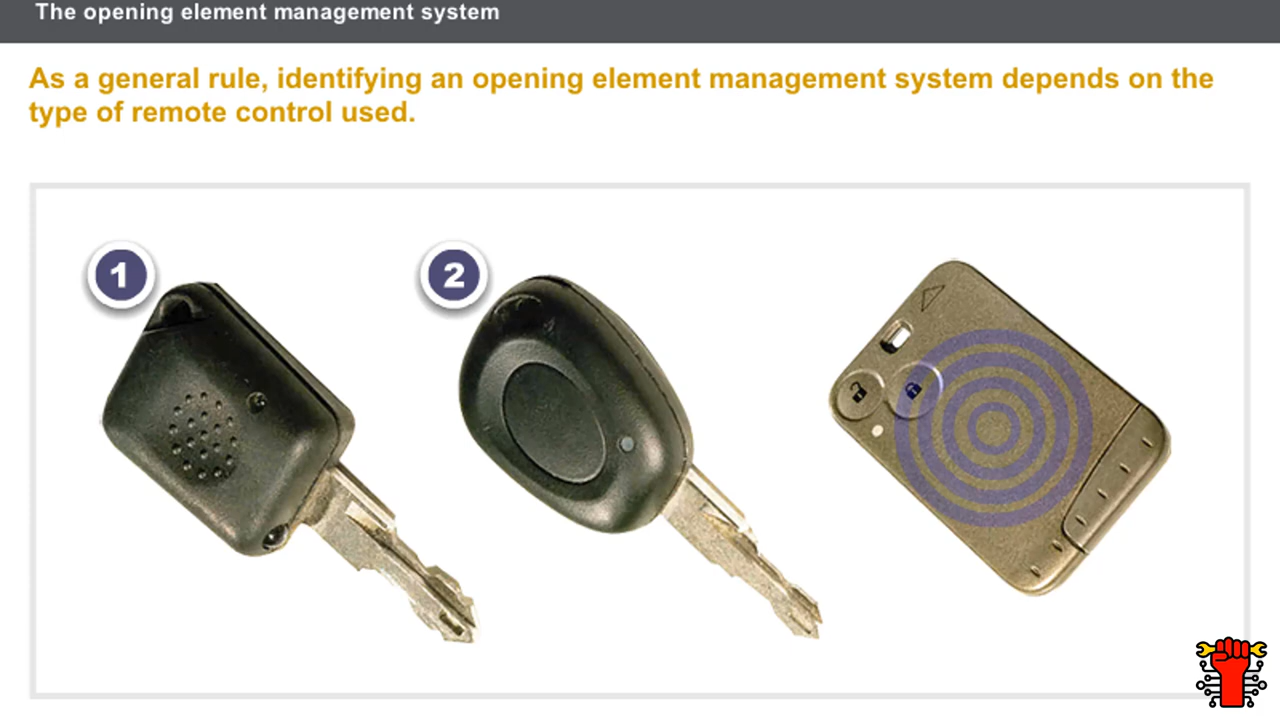 The opening element management system
As a general rule, identifying an opening element management system depends on the
type of remote control used.
1
2